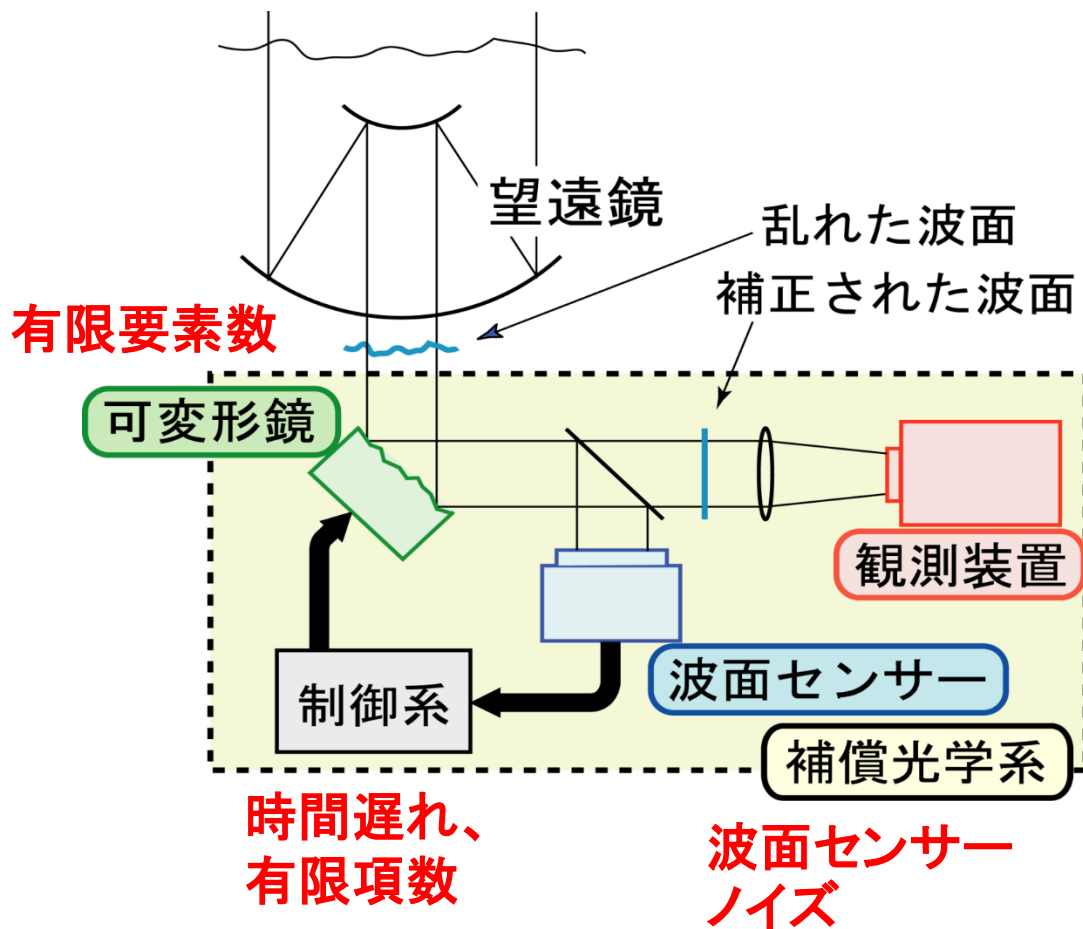 望遠鏡
乱れた波面
補正された波面
有限要素数
可変形鏡
観測装置
波面センサー
制御系
補償光学系
時間遅れ、
有限項数
波面センサー
ノイズ